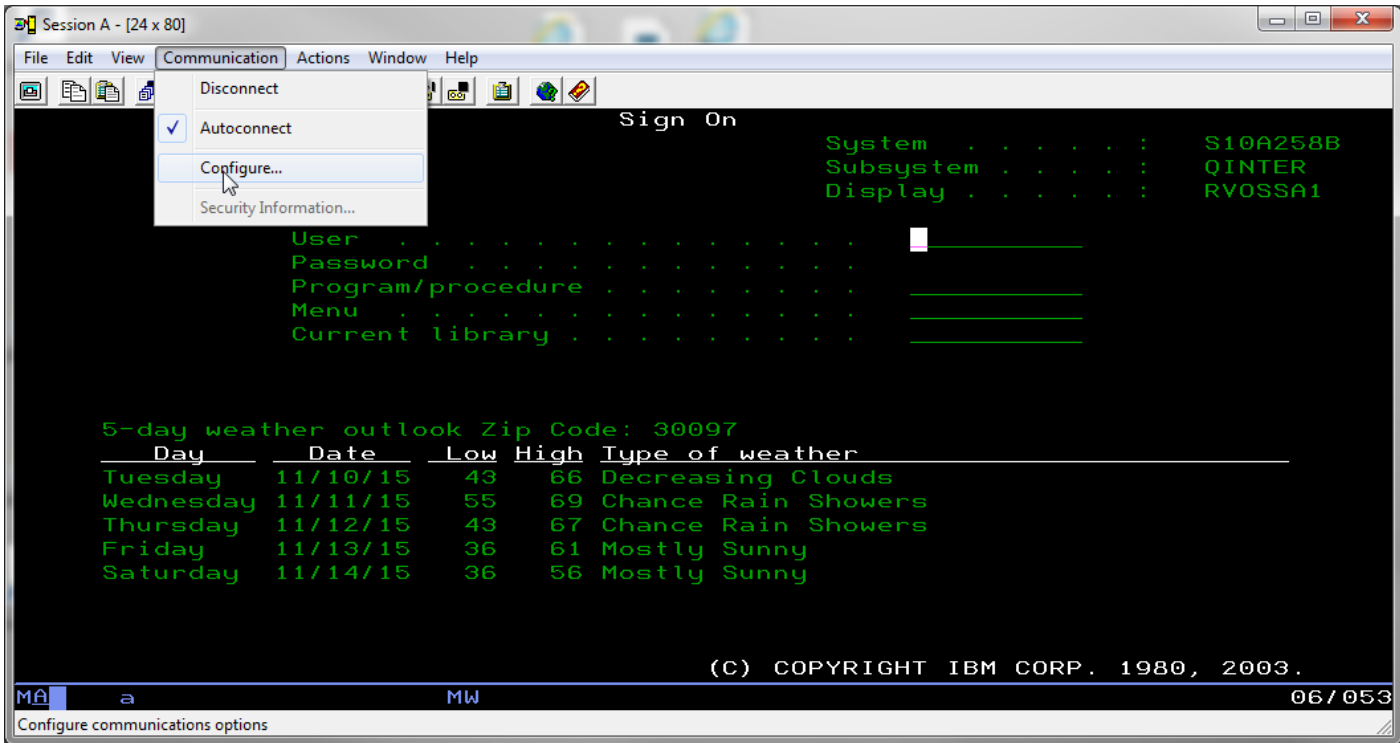 Session A - [24 x 80]
File Edit View Communication Actions Window Help
Disconnect
Autoconnect
Configure...
Security Information...
Sign On
System . . . . . : S10A258B
Subsystem . . . . : QINTER
Display . . . . . : RVOSSA1
User . . . . . . . . . . . . . .
Password . . . . . . . . . . . .
Program/procedure . . . . . . . .
Menu . . . . . . . . . . . . . .
Current library . . . . . . . . .
5-day weather outlook Zip Code: 30097
Day Date Low High Type of weather
Tuesday 11/10/15 43 66 Decreasing Clouds
Wednesday 11/11/15 55 69 Chance Rain Showers
Thursday 11/12/15 43 67 Chance Rain Showers
Friday 11/13/15 36 61 Mostly Sunny
Saturday 11/14/15 36 56 Mostly Sunny
(C) COPYRIGHT IBM CORP. 1980, 2003.
MA a MW 06/053
Configure communications options